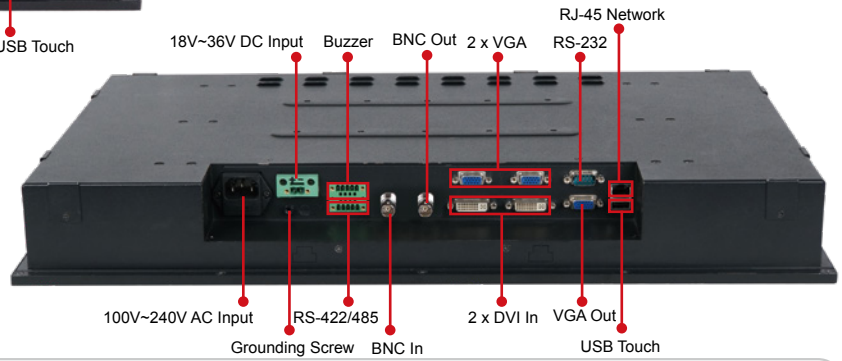 USB Touch
RJ-45 Network
18V~36V DC Input
Buzzer
BNC Out
2 x VGA
RS-232
100V~240V AC Input
RS-422/485
2 x DVI In
VGA Out
Grounding Screw
BNC In
USB Touch